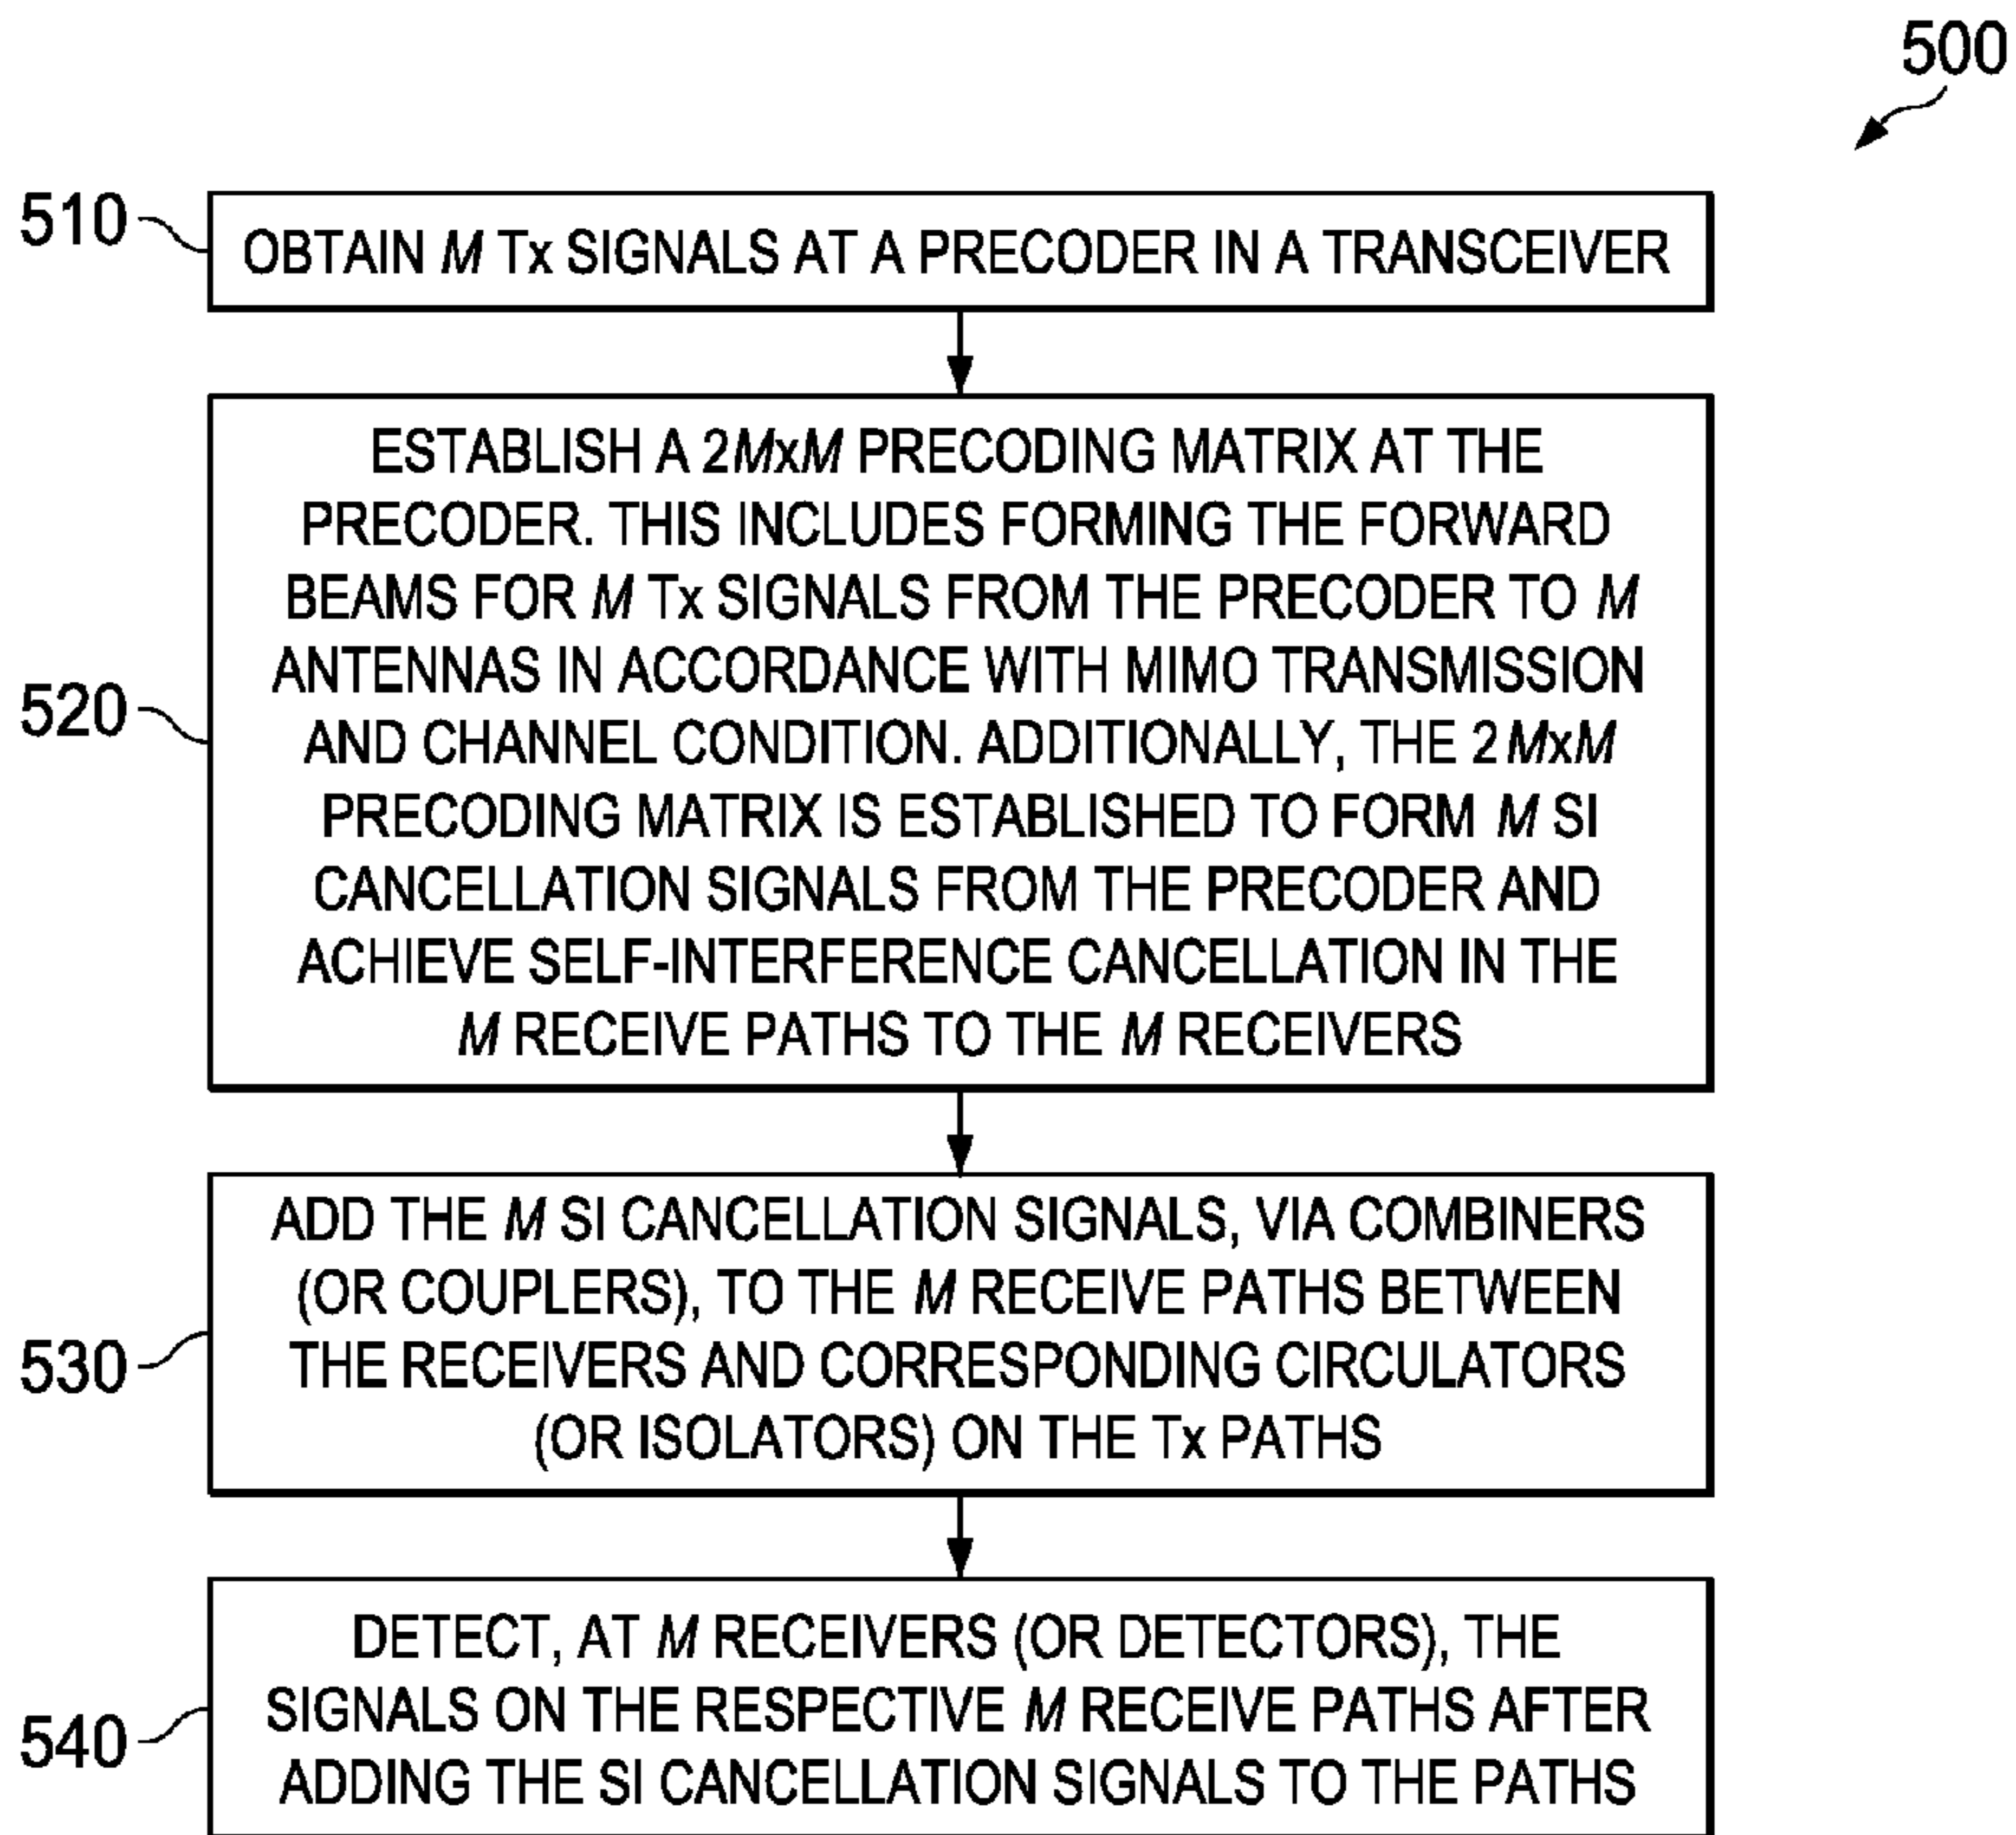 500
510
OBTAIN M Tx SIGNALS AT A PRECODER IN A TRANSCEIVER
520
ESTABLISH A 2MxM PRECODING MATRIX AT THE
PRECODER. THIS INCLUDES FORMING THE FORWARD
BEAMS FOR M Tx SIGNALS FROM THE PRECODER TO M
ANTENNAS IN ACCORDANCE WITH MIMO TRANSMISSION
AND CHANNEL CONDITION. ADDITIONALLY, THE 2MxM
PRECODING MATRIX IS ESTABLISHED TO FORM M SI
CANCELLATION SIGNALS FROM THE PRECODER AND
ACHIEVE SELF-INTERFERENCE CANCELLATION IN THE
M RECEIVE PATHS TO THE M RECEIVERS
530
ADD THE M SI CANCELLATION SIGNALS, VIA COMBINERS
(OR COUPLERS), TO THE M RECEIVE PATHS BETWEEN
THE RECEIVERS AND CORRESPONDING CIRCULATORS
(OR ISOLATORS) ON THE Tx PATHS
540
DETECT, AT M RECEIVERS (OR DETECTORS), THE
SIGNALS ON THE RESPECTIVE M RECEIVE PATHS AFTER
ADDING THE SI CANCELLATION SIGNALS TO THE PATHS